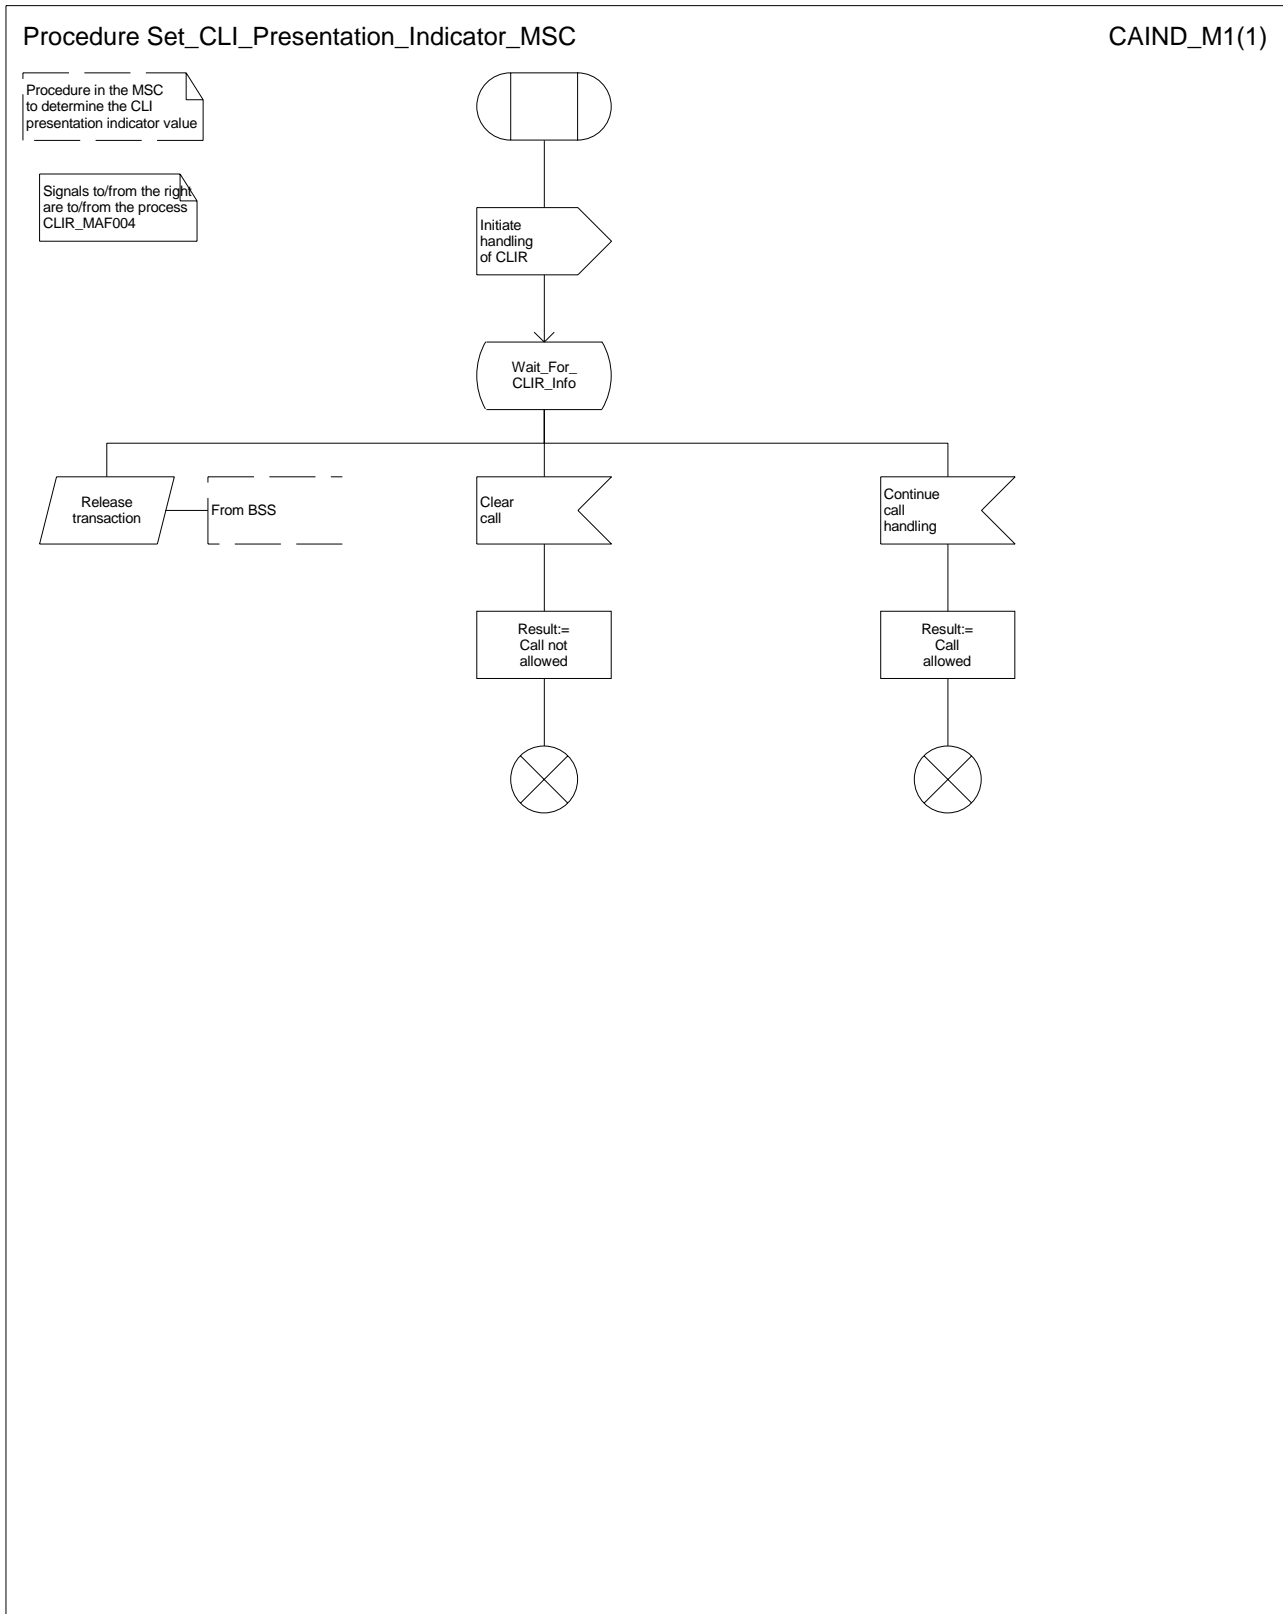 Procedure Set_CLI_Presentation_Indicator_MSC
CAIND_M1(1)
Procedure in the MSC
to determine the CLI
presentation indicator value
Signals to/from the right
are to/from the process
CLIR_MAF004
Initiate
handling
of CLIR
Wait_For_
CLIR_Info
Release
transaction
From BSS
Clear
call
Continue
call
handling
Result:=
Call not
allowed
Result:=
Call
allowed